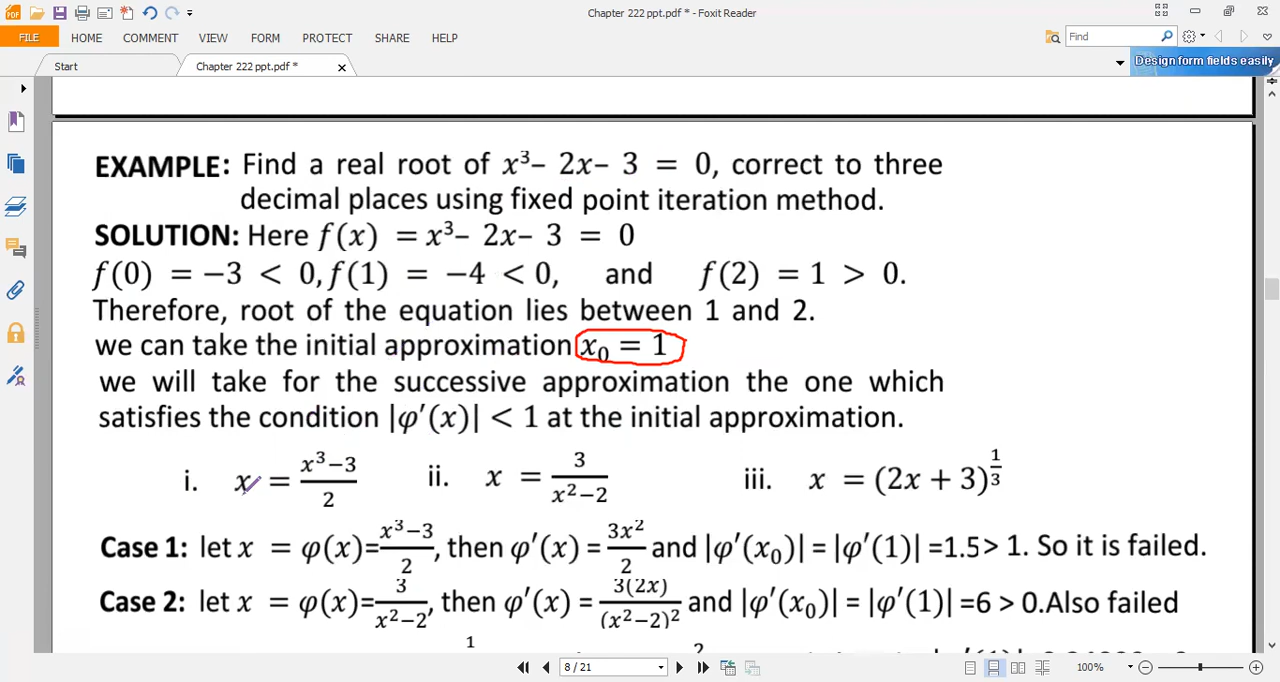 Chapter 222 ppt.pdf * - Foxit Reader
FILE HOME COMMENT VIEW FORM PROTECT SHARE HELP Find
Start Chapter 222 ppt.pdf * Design form fields easily
EXAMPLE: Find a real root of x³– 2x– 3 = 0, correct to three
decimal places using fixed point iteration method.
SOLUTION: Here f(x) = x³– 2x– 3 = 0
f(0) = −3 < 0, f(1) = −4 < 0, and f(2) = 1 > 0.
Therefore, root of the equation lies between 1 and 2.
we can take the initial approximation x₀ = 1
we will take for the successive approximation the one which
satisfies the condition |φ′(x)| < 1 at the initial approximation.
i. x = (x³−3)/2 ii. x = 3/(x²−2) iii. x = (2x + 3)^(1/3)
Case 1: let x = φ(x)=(x³−3)/2, then φ′(x) = 3x²/2 and |φ′(x₀)| = |φ′(1)| =1.5> 1. So it is failed.
Case 2: let x = φ(x)=3/(x²−2), then φ′(x) = 3(2x)/(x²−2)² and |φ′(x₀)| = |φ′(1)| =6 > 0.Also failed
8 / 21 100%